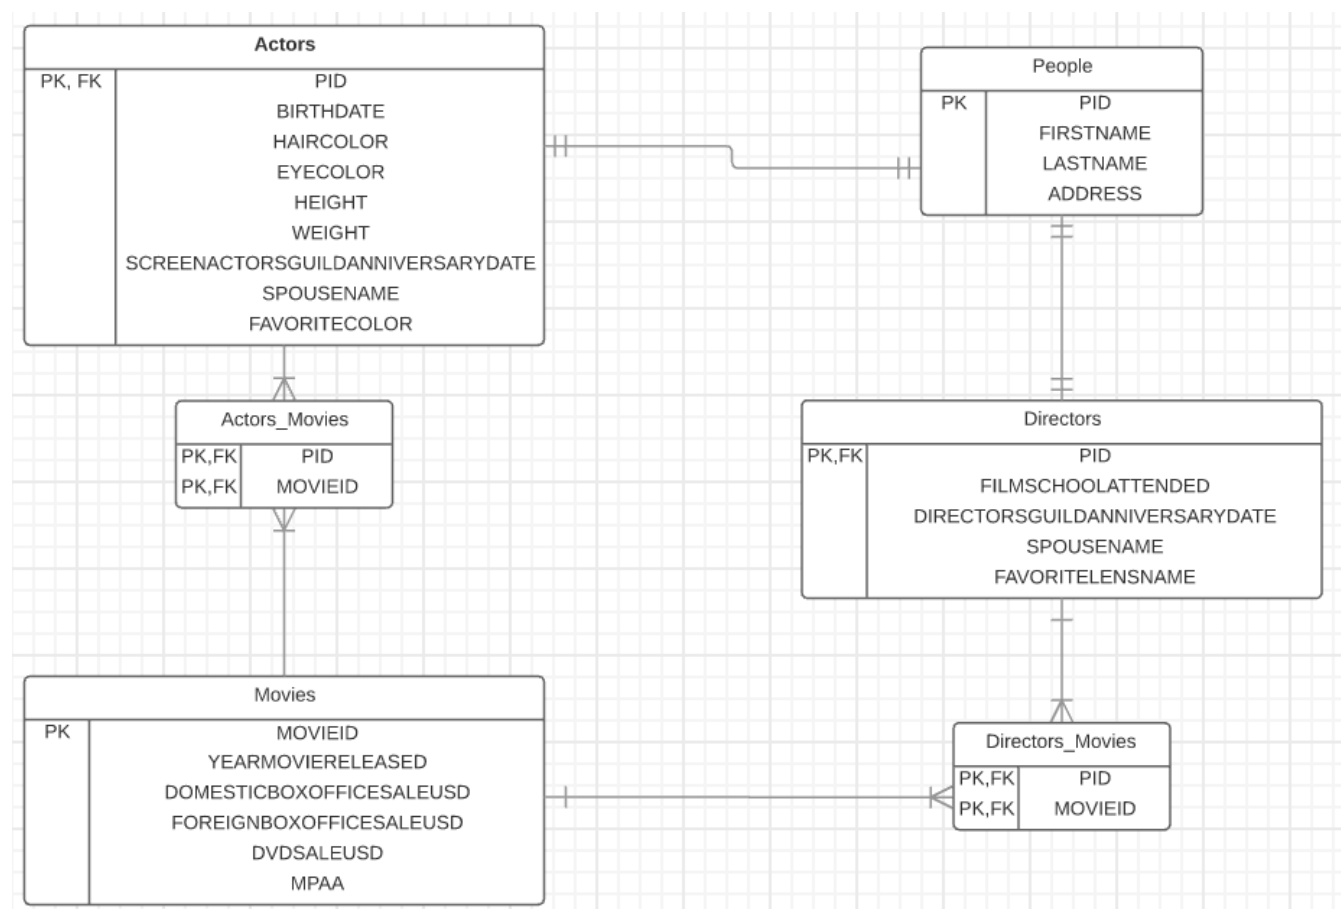 Actors
PK, FK PID
BIRTHDATE
HAIRCOLOR
EYECOLOR
HEIGHT
WEIGHT
SCREENACTORSGUILDANNIVERSARYDATE
SPOUSENAME
FAVORITECOLOR
People
PK PID
FIRSTNAME
LASTNAME
ADDRESS
Actors_Movies
PK,FK PID
PK,FK MOVIEID
Directors
PK,FK PID
FILMSCHOOLATTENDED
DIRECTORSGUILDANNIVERSARYDATE
SPOUSENAME
FAVORITELENSNAME
Movies
PK MOVIEID
YEARMOVIERELEASED
DOMESTICBOXOFFICESALEUSD
FOREIGNBOXOFFICESALEUSD
DVDSALEUSD
MPAA
Directors_Movies
PK,FK PID
PK,FK MOVIEID